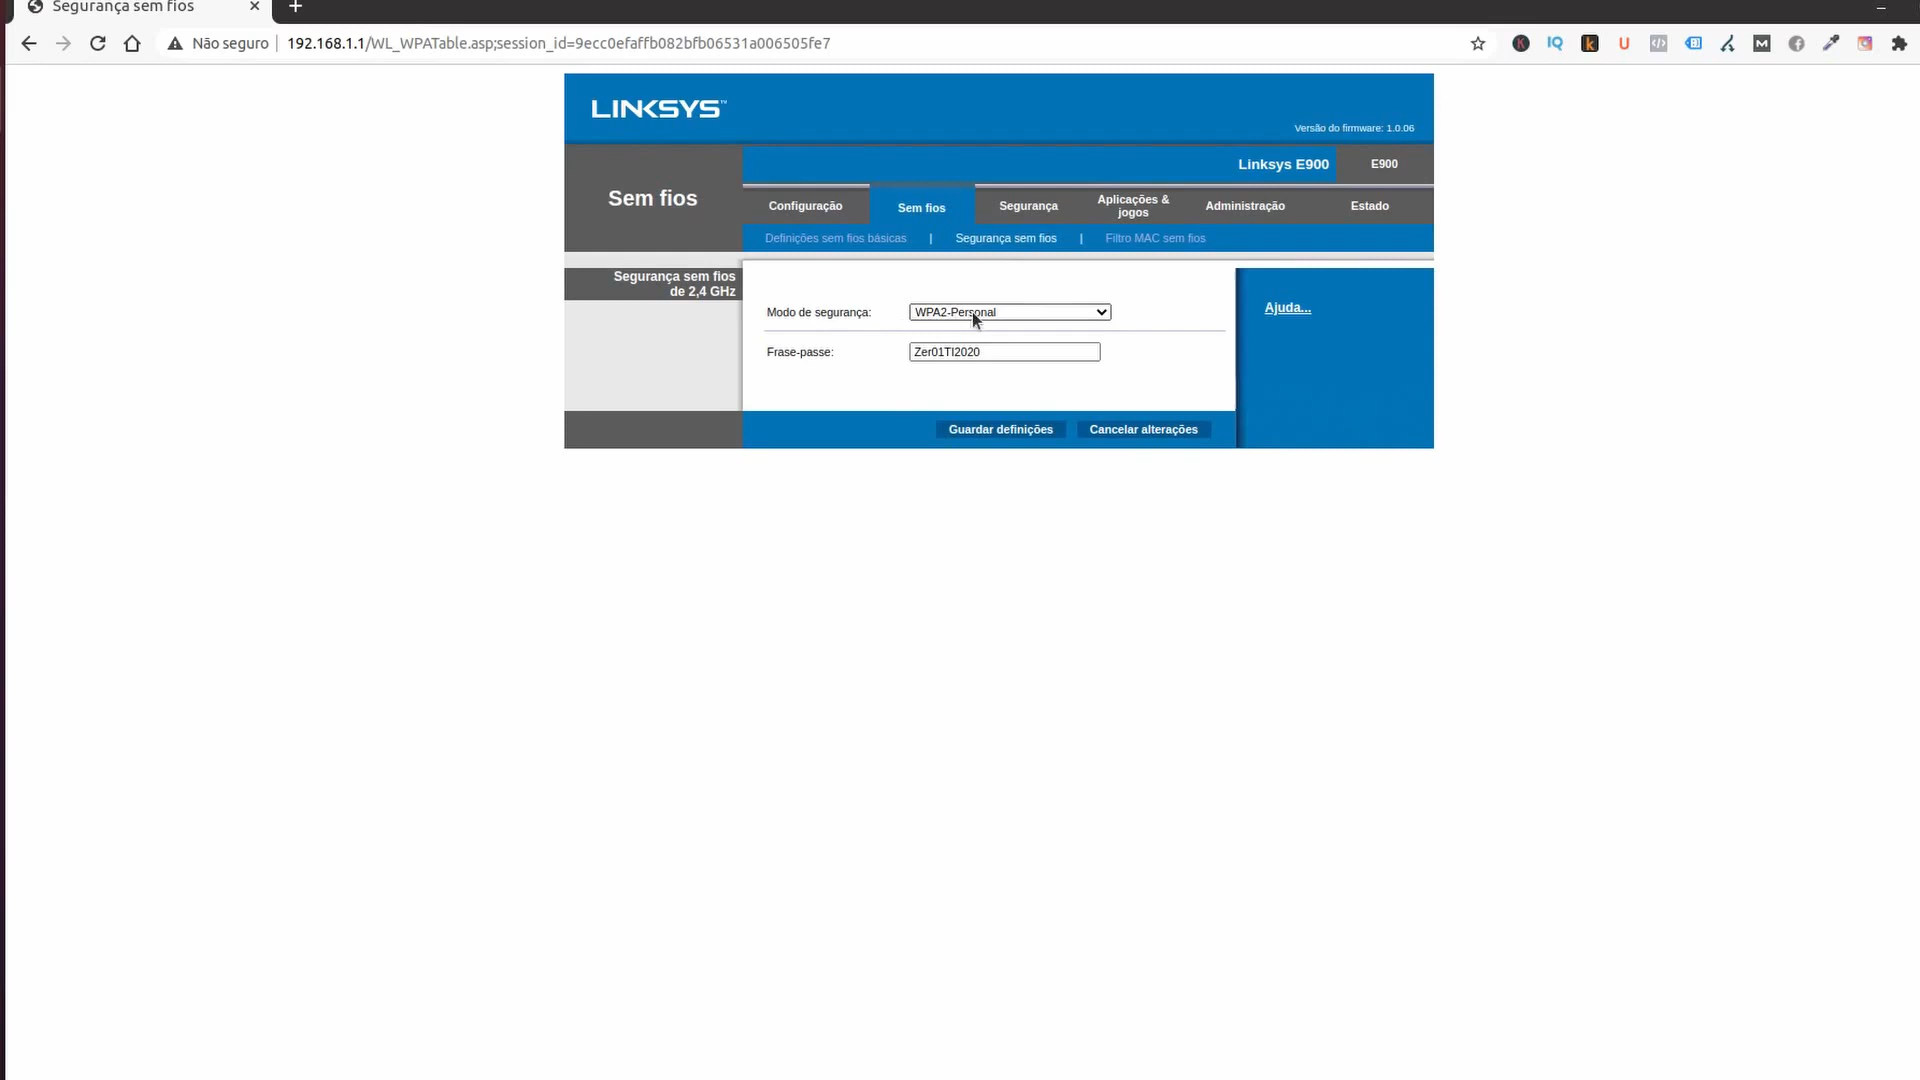 Segurança sem fios
Não seguro
192.168.1.1/WL_WPATable.asp;session_id=9ecc0efaffb082bfb06531a006505fe7
LINKSYS™
Versão do firmware: 1.0.06
Linksys E900
E900
Sem fios
Configuração
Sem fios
Segurança
Aplicações &
jogos
Administração
Estado
Definições sem fios básicas | Segurança sem fios | Filtro MAC sem fios
Segurança sem fios
de 2,4 GHz
Modo de segurança:
WPA2-Personal
Frase-passe:
Zer01TI2020
Ajuda...
Guardar definições
Cancelar alterações